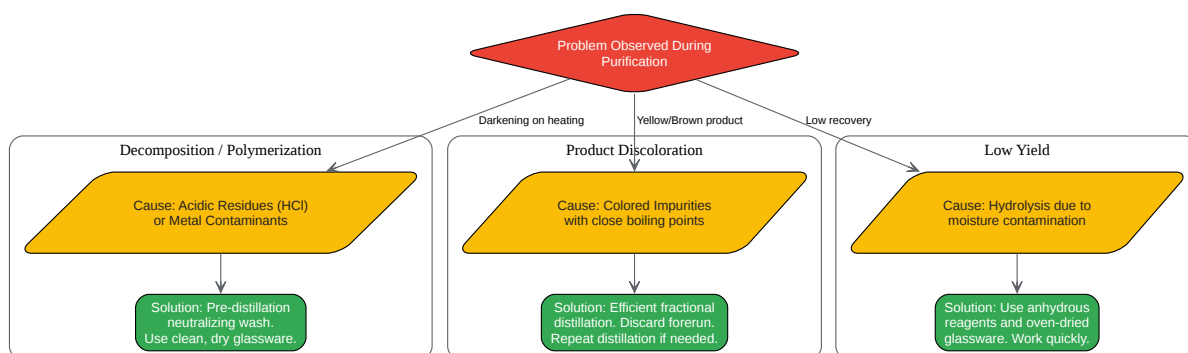 Problem Observed During
Purification
Darkening on heating
Yellow/Brown product
Low recovery
Decomposition / Polymerization
Cause: Acidic Residues (HCl)
or Metal Contaminants
Solution: Pre-distillation
neutralizing wash.
Use clean, dry glassware.
Product Discoloration
Cause: Colored Impurities
with close boiling points
Solution: Efficient fractional
distillation. Discard forerun.
Repeat distillation if needed.
Low Yield
Cause: Hydrolysis due to
moisture contamination
Solution: Use anhydrous
reagents and oven-dried
glassware. Work quickly.